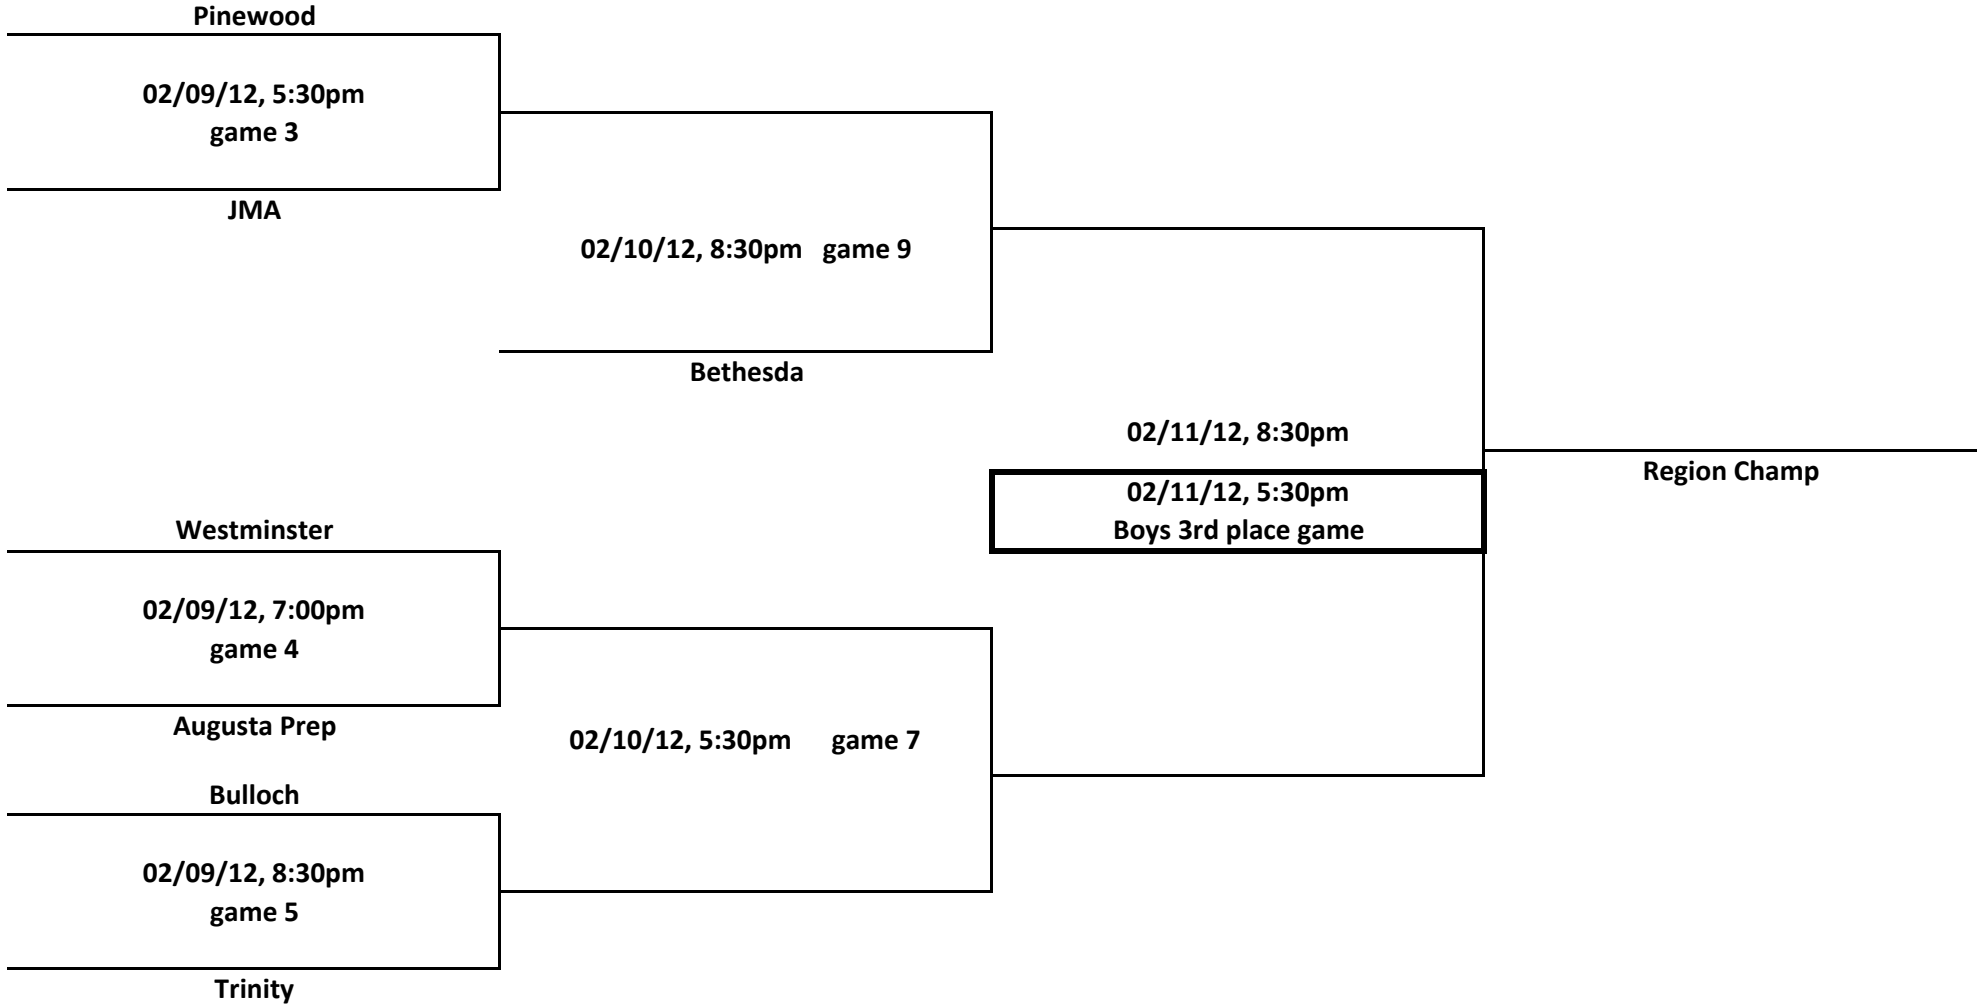 Pinewood
02/09/12, 5:30pm
game 3
JMA
02/10/12, 8:30pm game 9
Bethesda
02/11/12, 8:30pm
Region Champ
02/11/12, 5:30pm
Boys 3rd place game
Westminster
02/09/12, 7:00pm
game 4
Augusta Prep
02/10/12, 5:30pm game 7
Bulloch
02/09/12, 8:30pm
game 5
Trinity